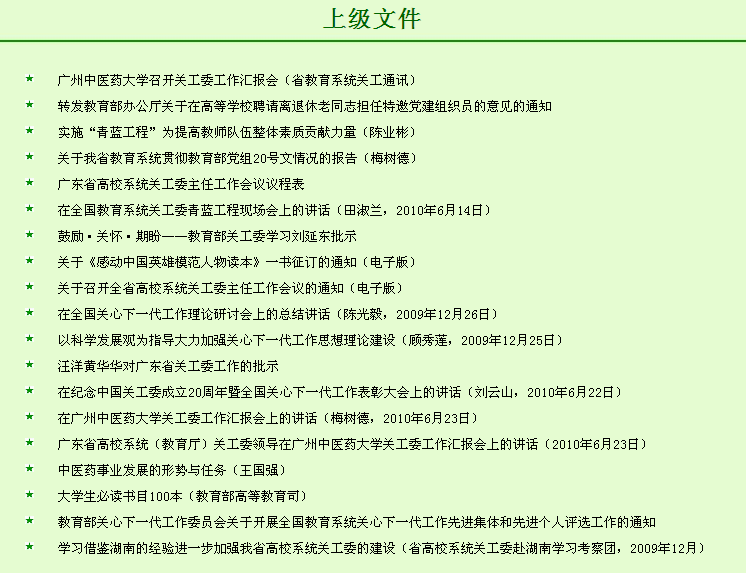 上级文件
广州中医药大学召开关工委工作汇报会（省教育系统关工通讯）
转发教育部办公厅关于在高等学校聘请离退休老同志担任特邀党建组织员的意见的通知
实施“青蓝工程”为提高教师队伍整体素质贡献力量（陈业彬）
关于我省教育系统贯彻教育部党组20号文情况的报告（梅树德）
广东省高校系统关工委主任工作会议议程表
在全国教育系统关工委青蓝工程现场会上的讲话（田淑兰，2010年6月14日）
鼓励·关怀·期盼——教育部关工委学习刘延东批示
关于《感动中国英雄模范人物读本》一书征订的通知（电子版）
关于召开全省高校系统关工委主任工作会议的通知（电子版）
在全国关心下一代工作理论研讨会上的总结讲话（陈光毅，2009年12月26日）
以科学发展观为指导大力加强关心下一代工作思想理论建设（顾秀莲，2009年12月25日）
汪洋黄华华对广东省关工委工作的批示
在纪念中国关工委成立20周年暨全国关心下一代工作表彰大会上的讲话（刘云山，2010年6月22日）
在广州中医药大学关工委工作汇报会上的讲话（梅树德，2010年6月23日）
广东省高校系统（教育厅）关工委领导在广州中医药大学关工委工作汇报会上的讲话（2010年6月23日）
中医药事业发展的形势与任务（王国强）
大学生必读书目100本（教育部高等教育司）
教育部关心下一代工作委员会关于开展全国教育系统关心下一代工作先进集体和先进个人评选工作的通知
学习借鉴湖南的经验进一步加强我省高校系统关工委的建设（省高校系统关工委赴湖南学习考察团，2009年12月）